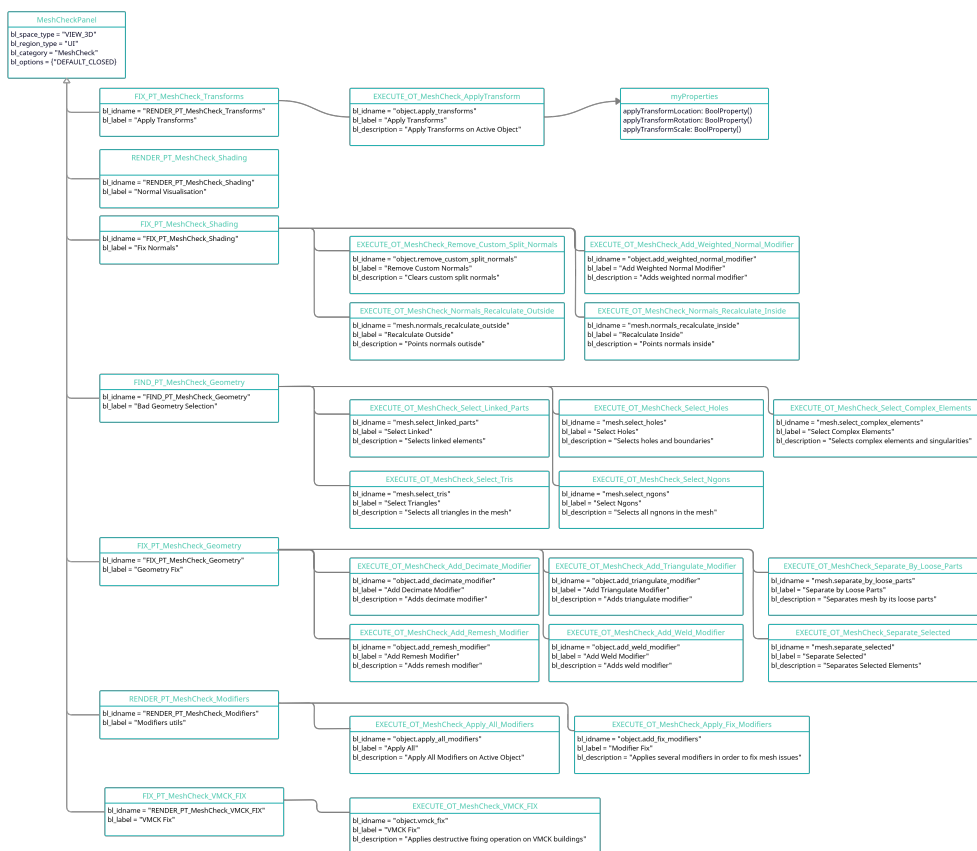 MeshCheckPanel
bl_space_type = "VIEW_3D"
bl_region_type = "UI"
bl_category = "MeshCheck"
bl_options = {"DEFAULT_CLOSED}
FIX_PT_MeshCheck_Transforms
bl_idname = "RENDER_PT_MeshCheck_Transforms"
bl_label = "Apply Transforms"
EXECUTE_OT_MeshCheck_ApplyTransform
bl_idname = "object.apply_transforms"
bl_label = "Apply Transforms"
bl_description = "Apply Transforms on Active Object"
myProperties
applyTransformLocation: BoolProperty()
applyTransformRotation: BoolProperty()
applyTransformScale: BoolProperty()
RENDER_PT_MeshCheck_Shading
bl_idname = "RENDER_PT_MeshCheck_Shading"
bl_label = "Normal Visualisation"
FIX_PT_MeshCheck_Shading
bl_idname = "FIX_PT_MeshCheck_Shading"
bl_label = "Fix Normals"
EXECUTE_OT_MeshCheck_Remove_Custom_Split_Normals
bl_idname = "object.remove_custom_split_normals"
bl_label = "Remove Custom Normals"
bl_description = "Clears custom split normals"
EXECUTE_OT_MeshCheck_Add_Weighted_Normal_Modifier
bl_idname = "object.add_weighted_normal_modifier"
bl_label = "Add Weighted Normal Modifier"
bl_description = "Adds weighted normal modifier"
EXECUTE_OT_MeshCheck_Normals_Recalculate_Outside
bl_idname = "mesh.normals_recalculate_outside"
bl_label = "Recalculate Outside"
bl_description = "Points normals outisde"
EXECUTE_OT_MeshCheck_Normals_Recalculate_Inside
bl_idname = "mesh.normals_recalculate_inside"
bl_label = "Recalculate Inside"
bl_description = "Points normals inside"
FIND_PT_MeshCheck_Geometry
bl_idname = "FIND_PT_MeshCheck_Geometry"
bl_label = "Bad Geometry Selection"
EXECUTE_OT_MeshCheck_Select_Linked_Parts
bl_idname = "mesh.select_linked_parts"
bl_label = "Select Linked"
bl_description = "Selects linked elements"
EXECUTE_OT_MeshCheck_Select_Holes
bl_idname = "mesh.select_holes"
bl_label = "Select Holes"
bl_description = "Selects holes and boundaries"
EXECUTE_OT_MeshCheck_Select_Complex_Elements
bl_idname = "mesh.select_complex_elements"
bl_label = "Select Complex Elements"
bl_description = "Selects complex elements and singularities"
EXECUTE_OT_MeshCheck_Select_Tris
bl_idname = "mesh.select_tris"
bl_label = "Select Triangles"
bl_description = "Selects all triangles in the mesh"
EXECUTE_OT_MeshCheck_Select_Ngons
bl_idname = "mesh.select_ngons"
bl_label = "Select Ngons"
bl_description = "Selects all ngnons in the mesh"
FIX_PT_MeshCheck_Geometry
bl_idname = "FIX_PT_MeshCheck_Geometry"
bl_label = "Geometry Fix"
EXECUTE_OT_MeshCheck_Add_Decimate_Modifier
bl_idname = "object.add_decimate_modifier"
bl_label = "Add Decimate Modifier"
bl_description = "Adds decimate modifier"
EXECUTE_OT_MeshCheck_Add_Triangulate_Modifier
bl_idname = "object.add_triangulate_modifier"
bl_label = "Add Triangulate Modifier"
bl_description = "Adds triangulate modifier"
EXECUTE_OT_MeshCheck_Separate_By_Loose_Parts
bl_idname = "mesh.separate_by_loose_parts"
bl_label = "Separate by Loose Parts"
bl_description = "Separates mesh by its loose parts"
EXECUTE_OT_MeshCheck_Add_Remesh_Modifier
bl_idname = "object.add_remesh_modifier"
bl_label = "Add Remesh Modifier"
bl_description = "Adds remesh modifier"
EXECUTE_OT_MeshCheck_Add_Weld_Modifier
bl_idname = "object.add_weld_modifier"
bl_label = "Add Weld Modifier"
bl_description = "Adds weld modifier"
EXECUTE_OT_MeshCheck_Separate_Selected
bl_idname = "mesh.separate_selected"
bl_label = "Separate Selected"
bl_description = "Separates Selected Elements"
RENDER_PT_MeshCheck_Modifiers
bl_idname = "RENDER_PT_MeshCheck_Modifiers"
bl_label = "Modifiers utils"
EXECUTE_OT_MeshCheck_Apply_All_Modifiers
bl_idname = "object.apply_all_modifiers"
bl_label = "Apply All"
bl_description = "Apply All Modifiers on Active Object"
EXECUTE_OT_MeshCheck_Apply_Fix_Modifiers
bl_idname = "object.add_fix_modifiers"
bl_label = "Modifier Fix"
bl_description = "Applies several modifiers in order to fix mesh issues"
FIX_PT_MeshCheck_VMCK_FIX
bl_idname = "RENDER_PT_MeshCheck_VMCK_FIX"
bl_label = "VMCK Fix"
EXECUTE_OT_MeshCheck_VMCK_FIX
bl_idname = "object.vmck_fix"
bl_label = "VMCK Fix"
bl_description = "Applies destructive fixing operation on VMCK buildings"